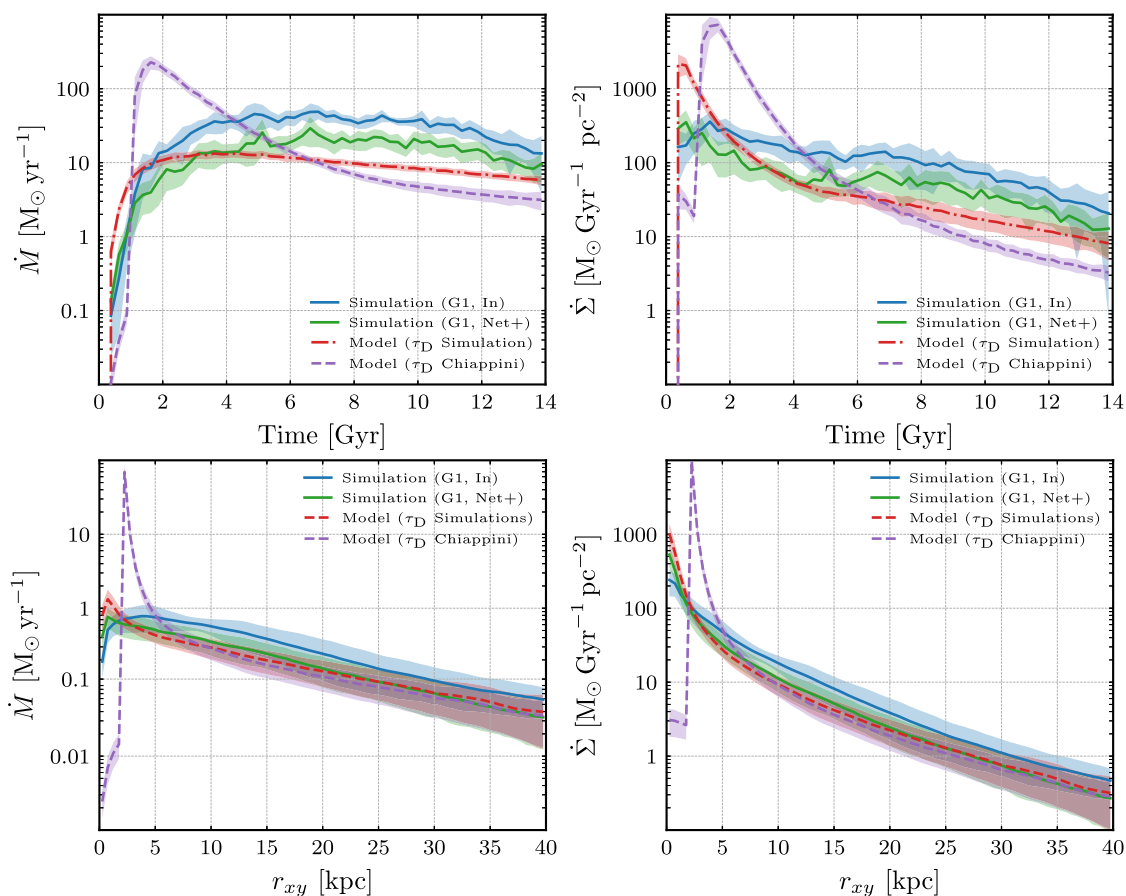 100
10
1
0.1
0 2 4 6 8 10 12 14
Time [Gyr]
Ṁ [M⊙ yr⁻¹]
Simulation (G1, In)
Simulation (G1, Net+)
Model (τD Simulation)
Model (τD Chiappini)
1000
100
10
1
0 2 4 6 8 10 12 14
Time [Gyr]
Σ̇ [M⊙ Gyr⁻¹ pc⁻²]
Simulation (G1, In)
Simulation (G1, Net+)
Model (τD Simulation)
Model (τD Chiappini)
10
1
0.1
0.01
0 5 10 15 20 25 30 35 40
rxy [kpc]
Ṁ [M⊙ yr⁻¹]
Simulation (G1, In)
Simulation (G1, Net+)
Model (τD Simulations)
Model (τD Chiappini)
1000
100
10
1
0 5 10 15 20 25 30 35 40
rxy [kpc]
Σ̇ [M⊙ Gyr⁻¹ pc⁻²]
Simulation (G1, In)
Simulation (G1, Net+)
Model (τD Simulations)
Model (τD Chiappini)